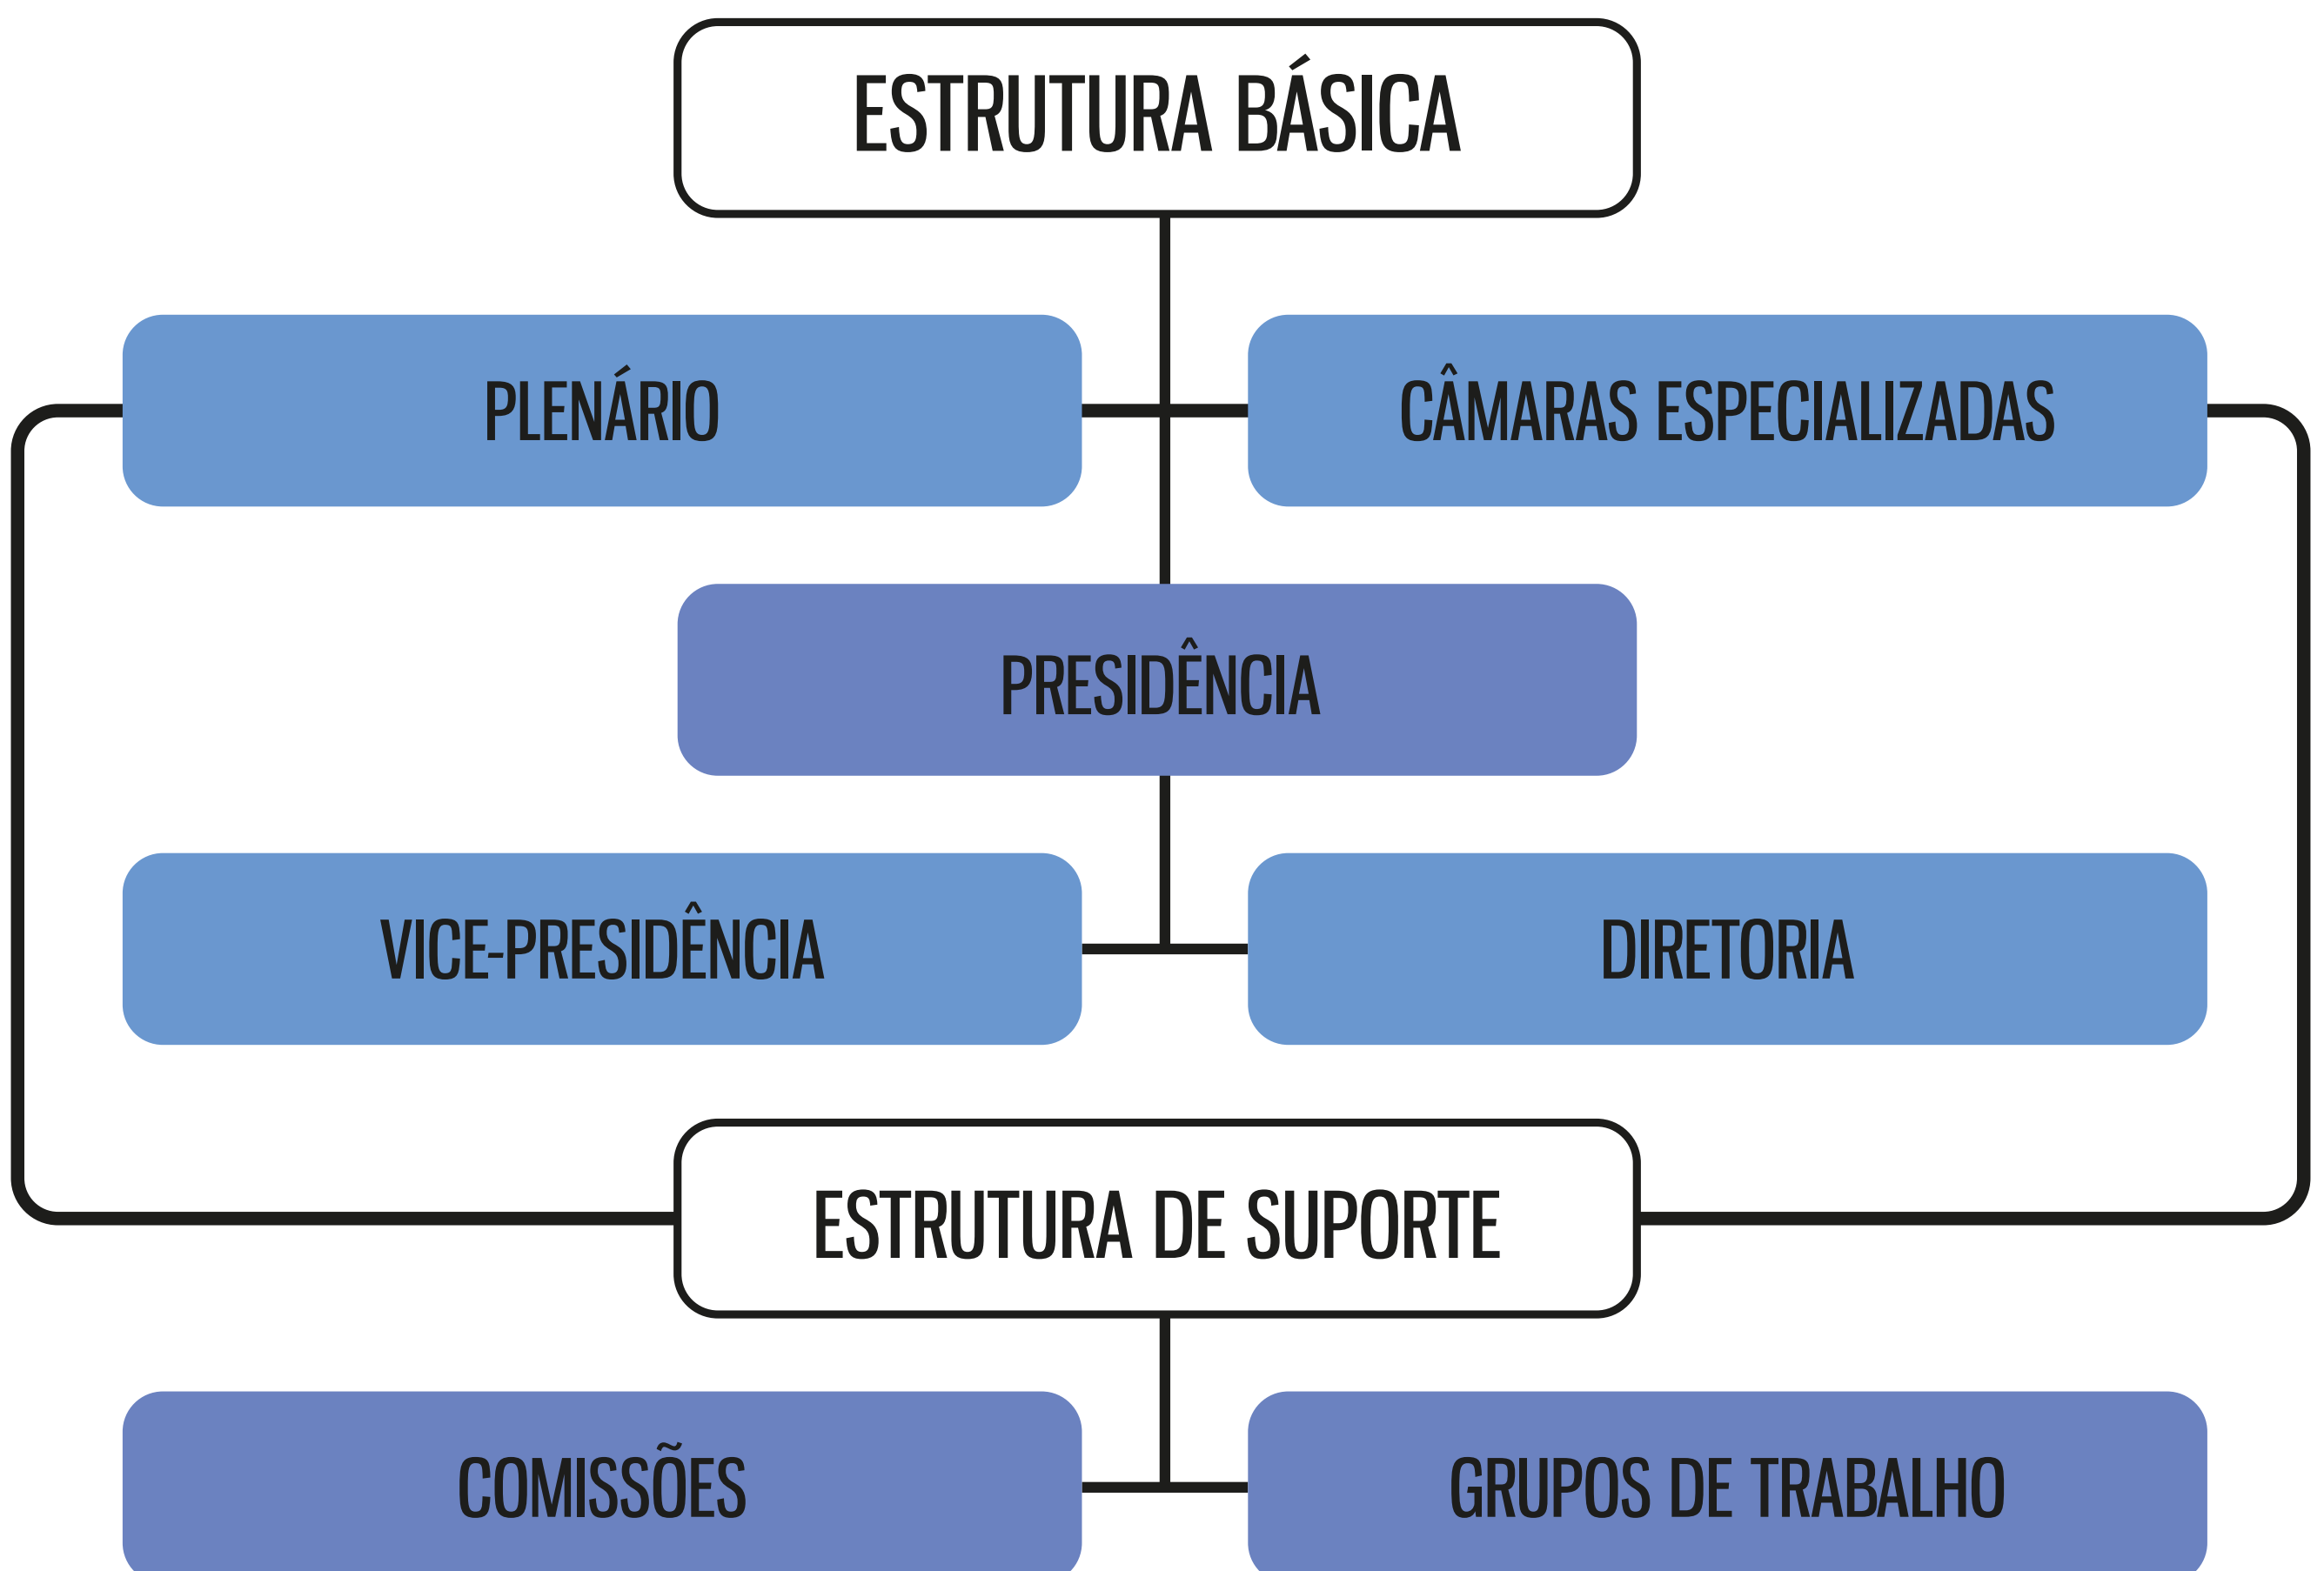 ESTRUTURA BÁSICA
PLENÁRIO
CÂMARAS ESPECIALIZADAS
PRESIDÊNCIA
VICE-PRESIDÊNCIA
DIRETORIA
ESTRUTURA DE SUPORTE
COMISSÕES
GRUPOS DE TRABALHO